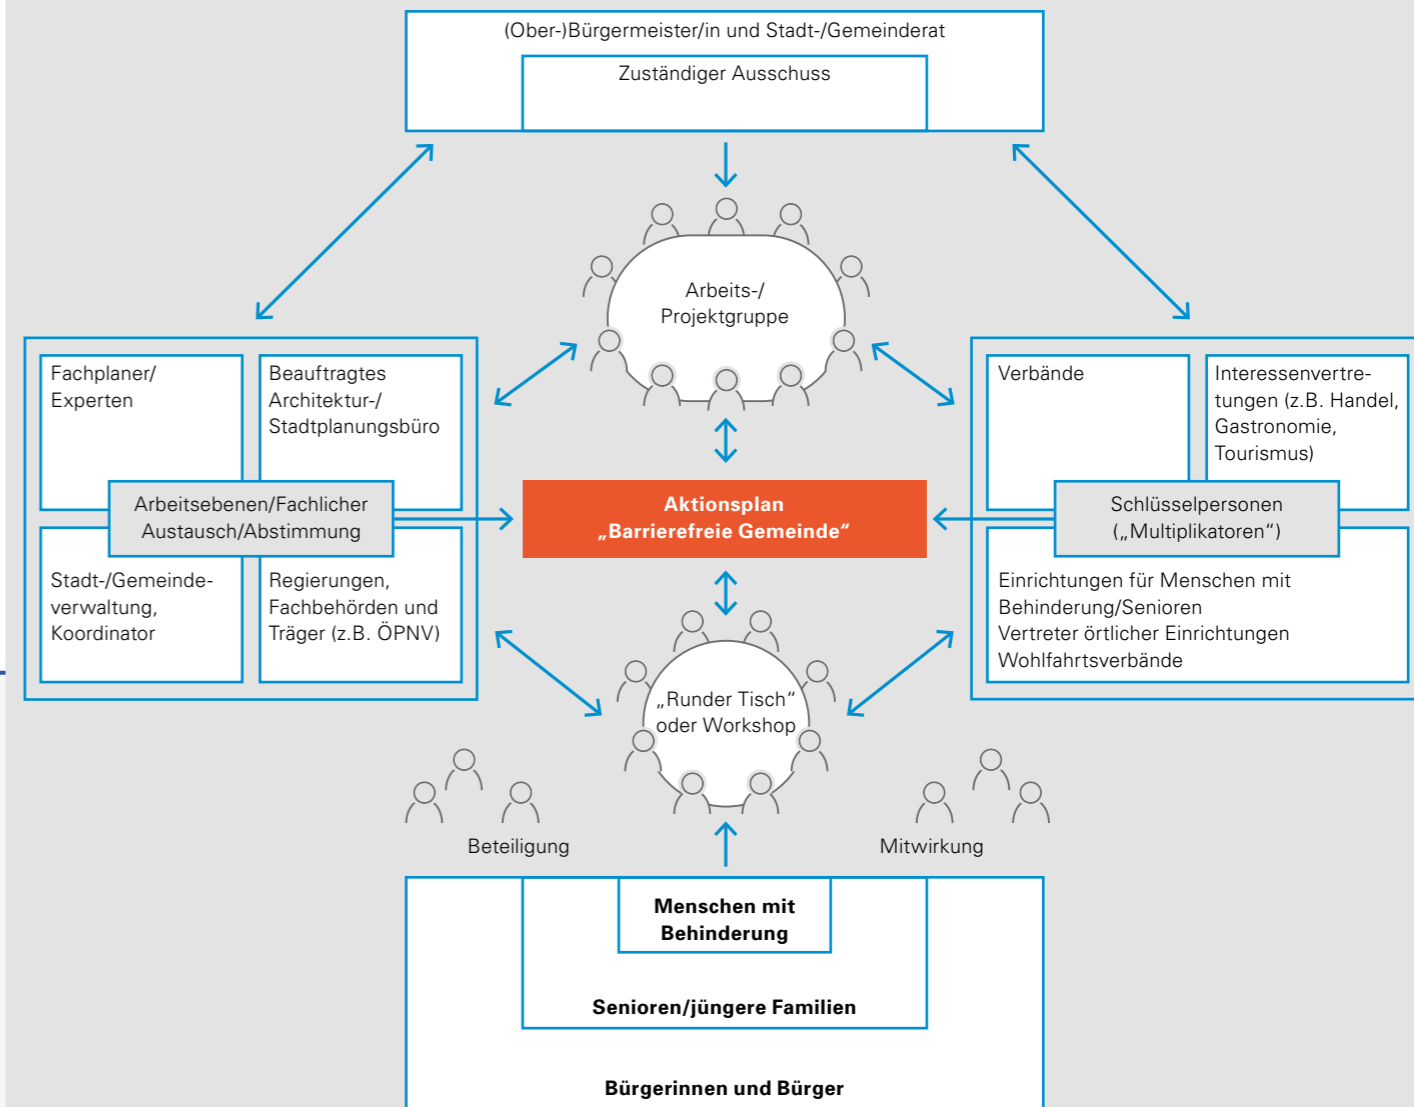 (Ober-)Bürgermeister/in und Stadt-/Gemeinderat
Zuständiger Ausschuss
Arbeits-/
Projektgruppe
Fachplaner/
Experten
Beauftragtes
Architektur-/
Stadtplanungsbüro
Arbeitsebenen/Fachlicher
Austausch/Abstimmung
Stadt-/Gemeinde-
verwaltung,
Koordinator
Regierungen,
Fachbehörden und
Träger (z.B. ÖPNV)
Aktionsplan
„Barrierefreie Gemeinde“
Verbände
Interessenvertre-
tungen (z.B. Handel,
Gastronomie,
Tourismus)
Schlüsselpersonen
(„Multiplikatoren“)
Einrichtungen für Menschen mit
Behinderung/Senioren
Vertreter örtlicher Einrichtungen
Wohlfahrtsverbände
„Runder Tisch“
oder Workshop
Beteiligung
Mitwirkung
Menschen mit
Behinderung
Senioren/jüngere Familien
Bürgerinnen und Bürger